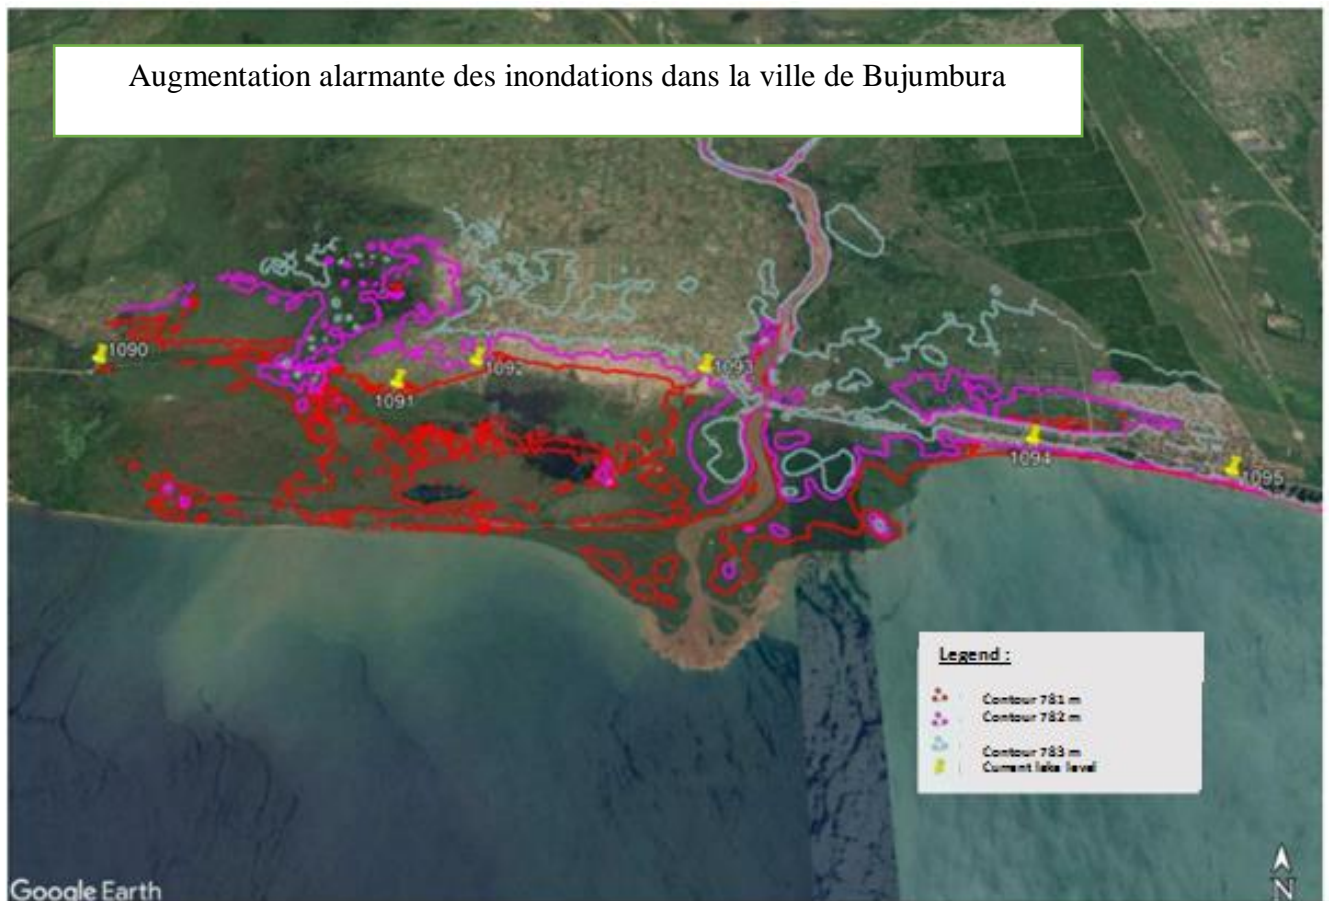 Augmentation alarmante des inondations dans la ville de Bujumbura
1090
1091
1092
1093
1094
1095
Legend :
Contour 781 m
Contour 782 m
Contour 783 m
Current lake level
Google Earth
N